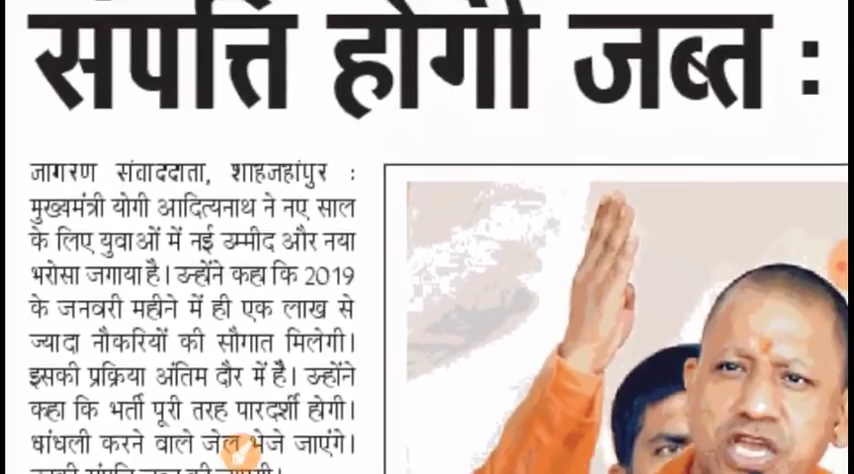 संपत्ति होगी जब्त :
जागरण संवाददाता, शाहजहांपुर :
मुख्यमंत्री योगी आदित्यनाथ ने नए साल
के लिए युवाओं में नई उम्मीद और नया
भरोसा जगाया है। उन्होंने कहा कि 2019
के जनवरी महीने में ही एक लाख से
ज्यादा नौकरियों की सौगात मिलेगी।
इसकी प्रक्रिया अंतिम दौर में है। उन्होंने
कहा कि भर्ती पूरी तरह पारदर्शी होगी।
धांधली करने वाले जेल भेजे जाएंगे।